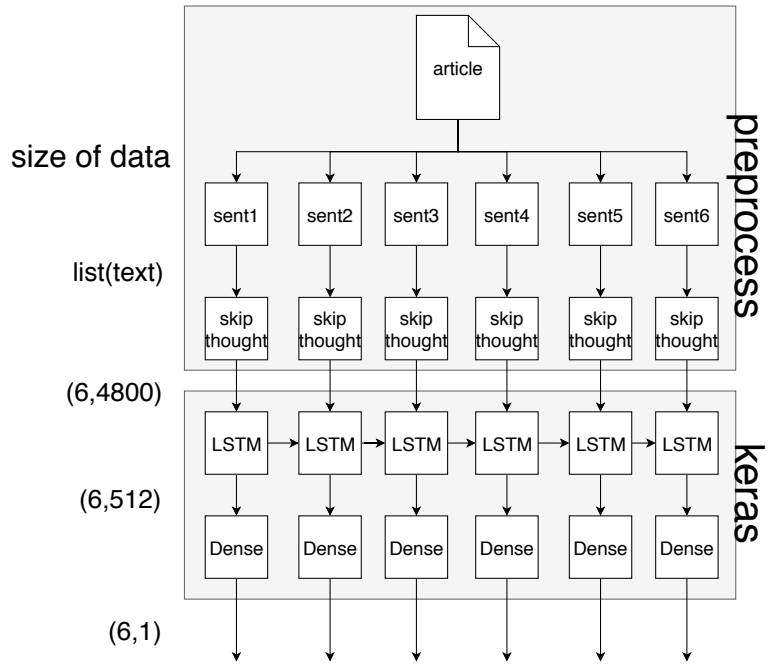 article
size of data
preprocess
sent1 sent2 sent3 sent4 sent5 sent6
list(text)
skip skip skip skip skip skip
thought thought thought thought thought thought
(6,4800)
LSTM LSTM LSTM LSTM LSTM LSTM
keras
(6,512)
Dense Dense Dense Dense Dense Dense
(6,1)